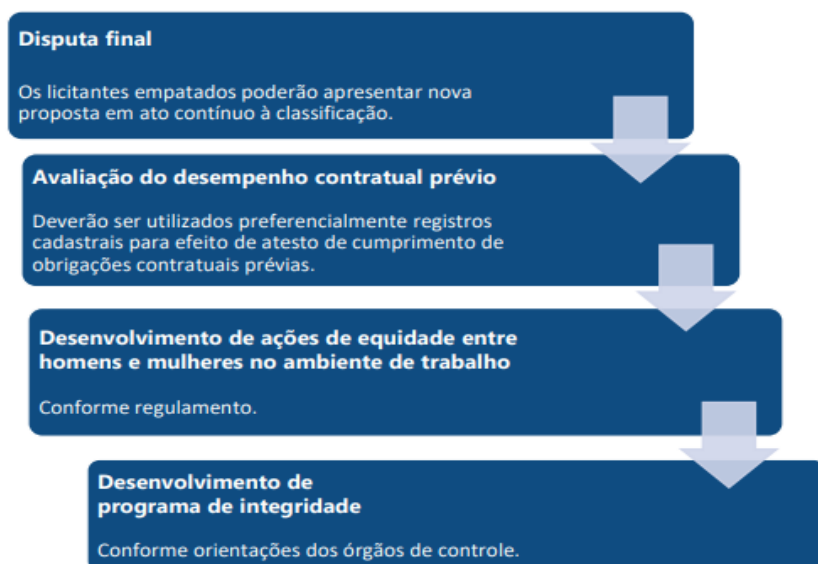 Disputa final
Os licitantes empatados poderão apresentar nova
proposta em ato contínuo à classificação.
Avaliação do desempenho contratual prévio
Deverão ser utilizados preferencialmente registros
cadastrais para efeito de atesto de cumprimento de
obrigações contratuais prévias.
Desenvolvimento de ações de equidade entre
homens e mulheres no ambiente de trabalho
Conforme regulamento.
Desenvolvimento de
programa de integridade
Conforme orientações dos órgãos de controle.